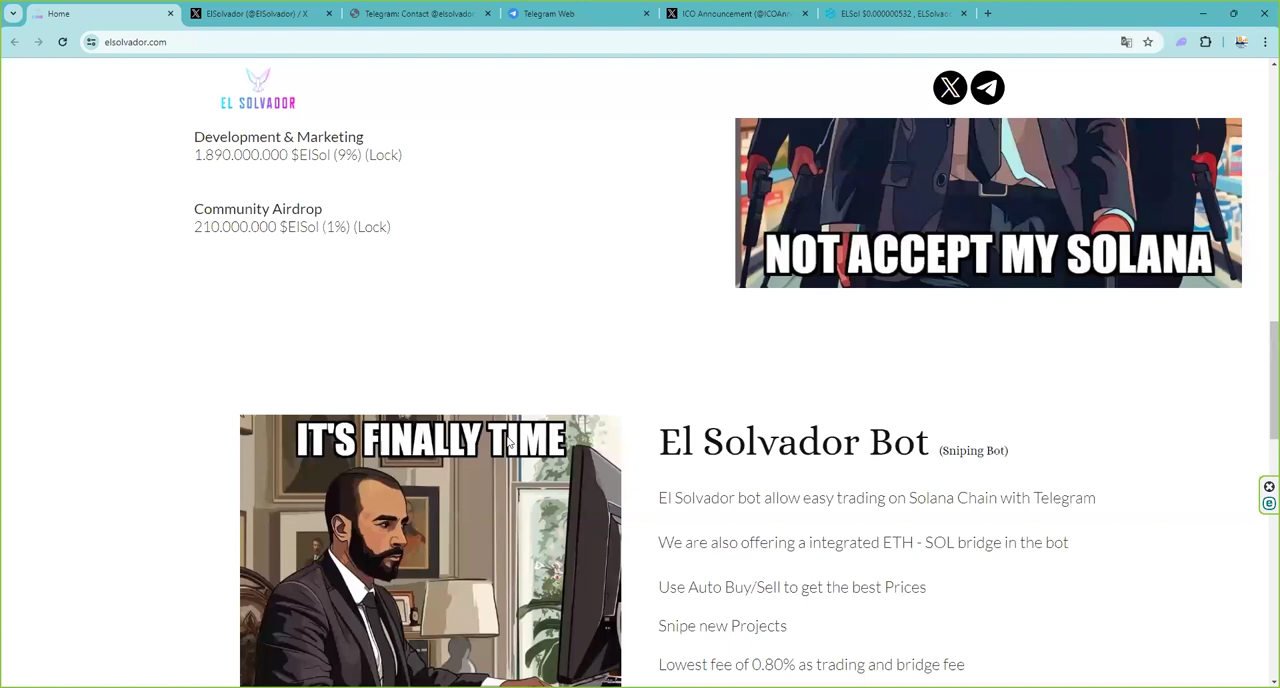 Home
ElSolvador (@ElSolvador) / X
Telegram: Contact @elsolvador
Telegram Web
ICO Announcement (@ICOAnn
ELSol $0.000000532 , ELSolvad
elsolvador.com
EL SOLVADOR
Development & Marketing
1.890.000.000 $ElSol (9%) (Lock)
Community Airdrop
210.000.000 $ElSol (1%) (Lock)
NOT ACCEPT MY SOLANA
IT'S FINALLY TIME
El Solvador Bot (Sniping Bot)
El Solvador bot allow easy trading on Solana Chain with Telegram
We are also offering a integrated ETH - SOL bridge in the bot
Use Auto Buy/Sell to get the best Prices
Snipe new Projects
Lowest fee of 0.80% as trading and bridge fee